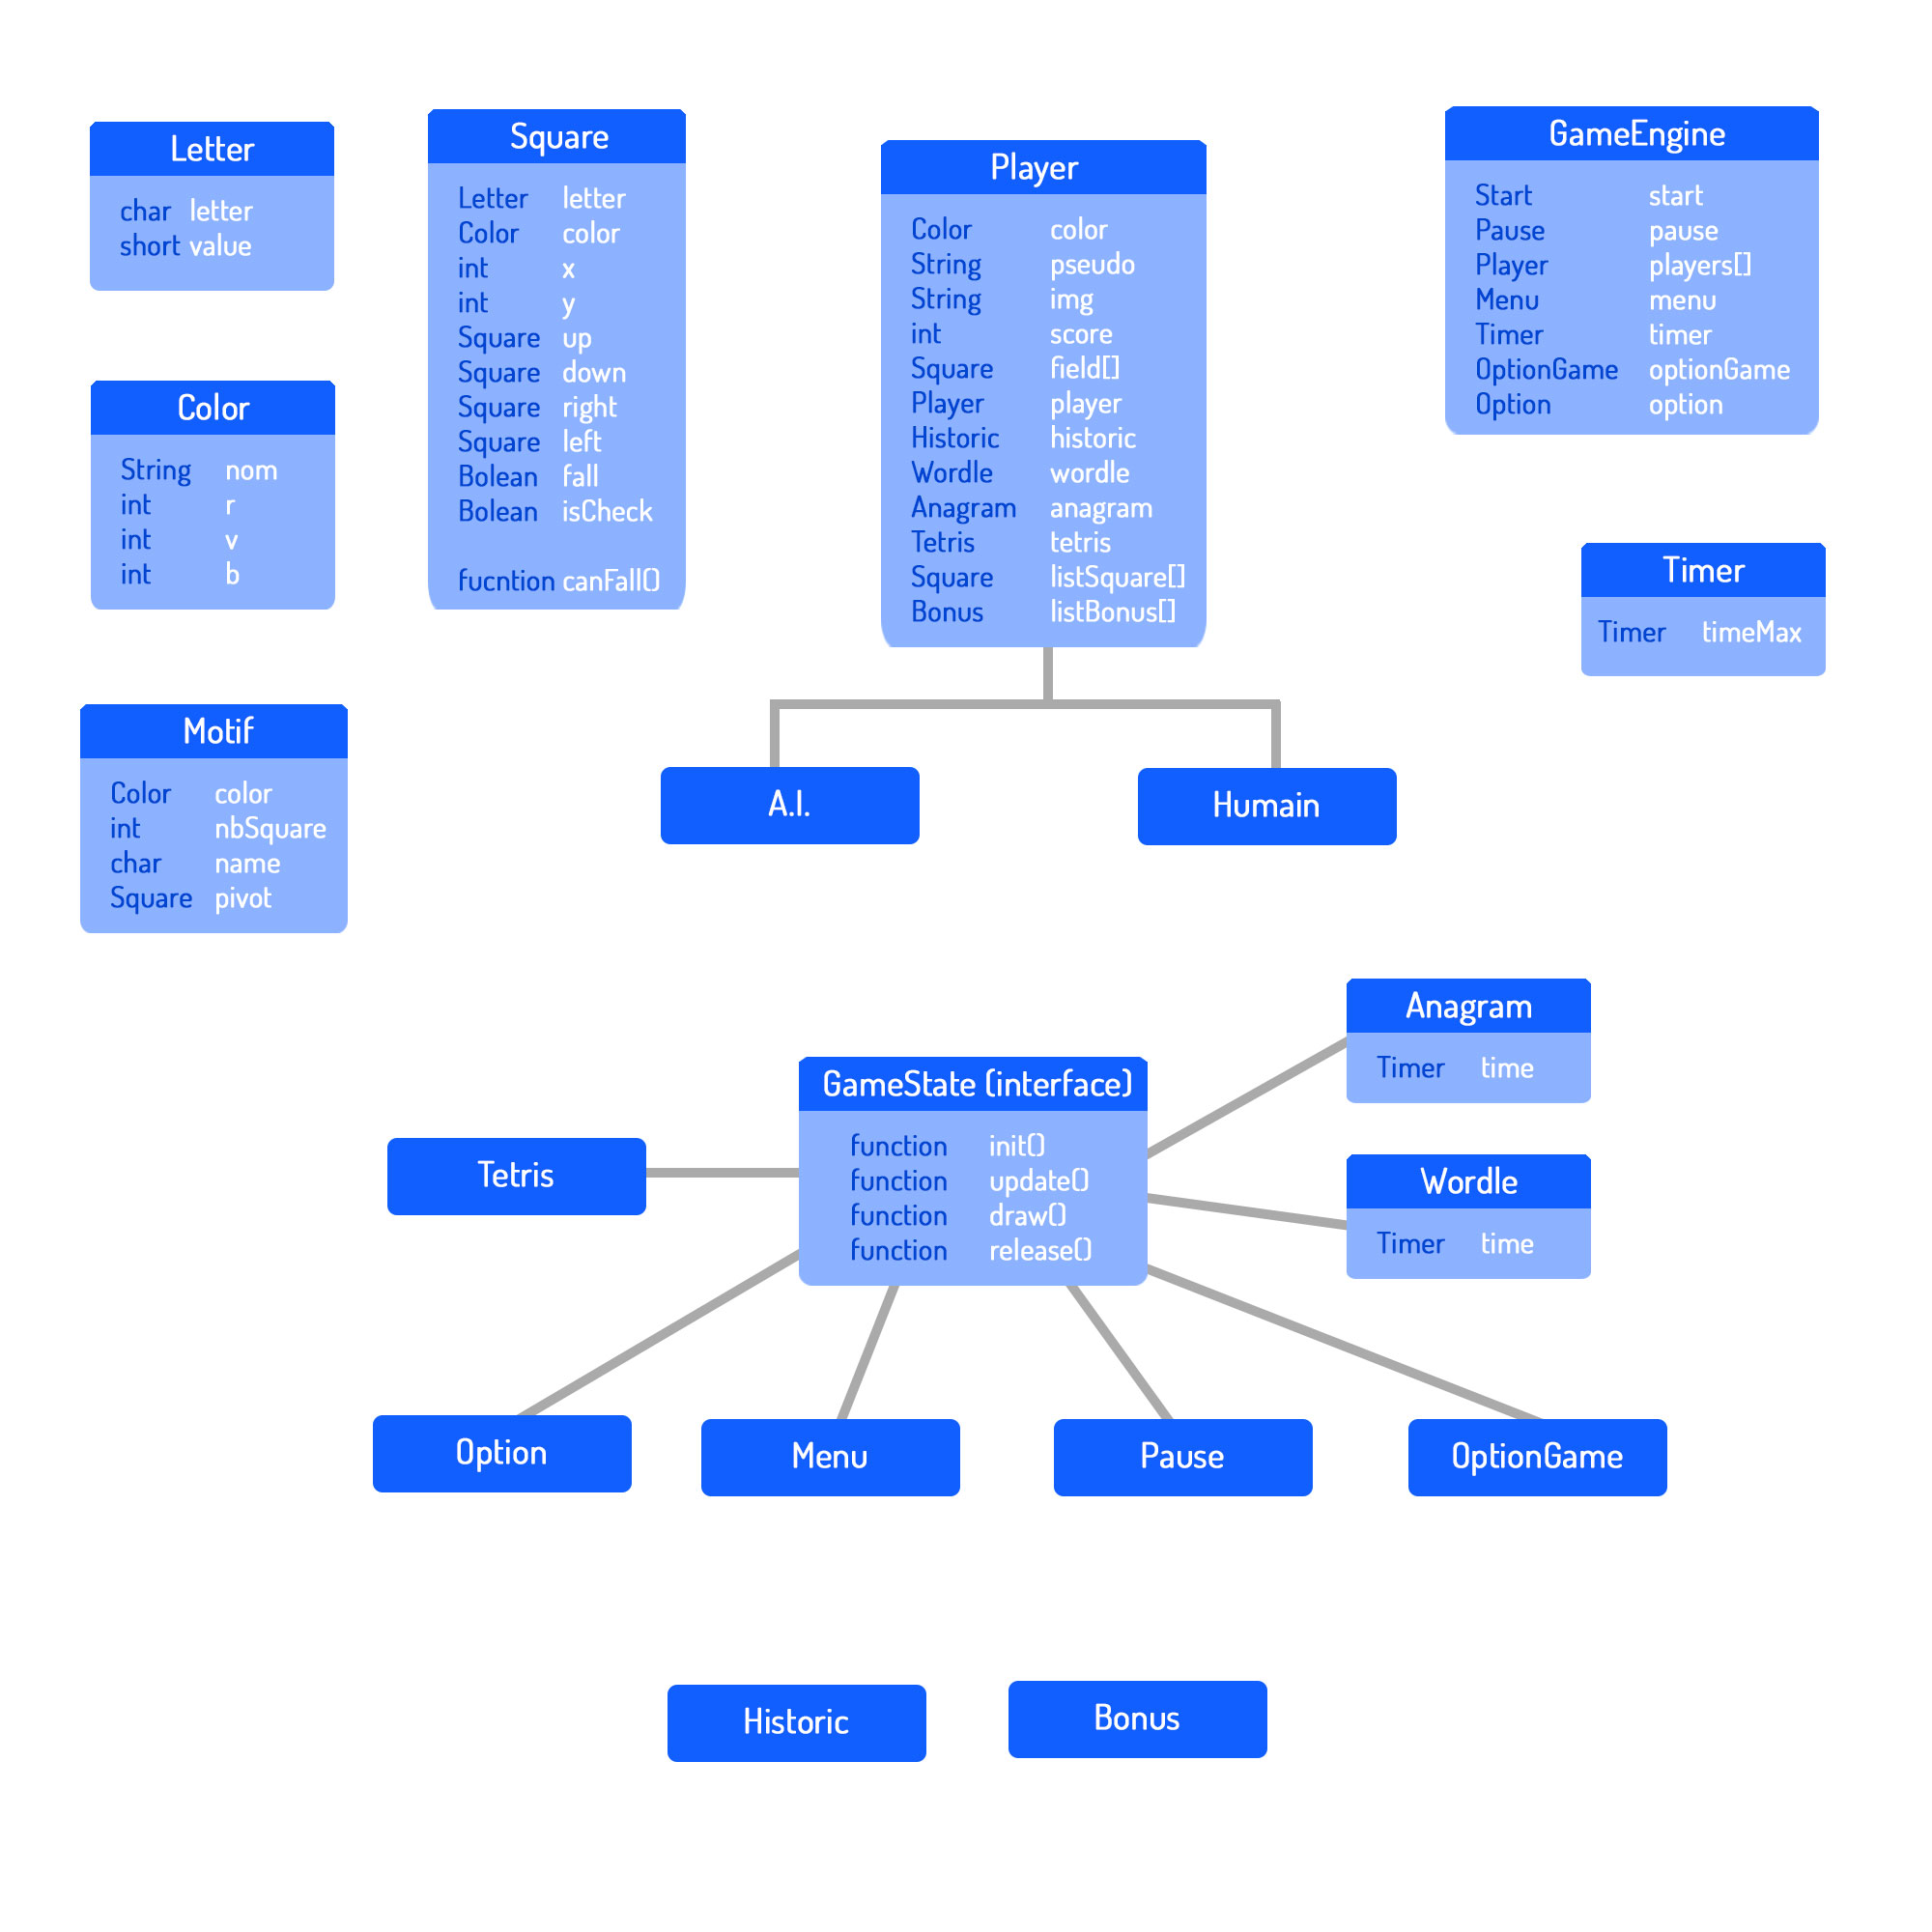 Letter
char letter
short value
Square
Letter letter
Color color
int x
int y
Square up
Square down
Square right
Square left
Bolean fall
Bolean isCheck
fucntion canFall()
Player
Color color
String pseudo
String img
int score
Square field[]
Player player
Historic historic
Wordle wordle
Anagram anagram
Tetris tetris
Square listSquare[]
Bonus listBonus[]
GameEngine
Start start
Pause pause
Player players[]
Menu menu
Timer timer
OptionGame optionGame
Option option
Color
String nom
int r
int v
int b
Timer
Timer timeMax
Motif
Color color
int nbSquare
char name
Square pivot
A.I.
Humain
Anagram
Timer time
GameState (interface)
function init()
function update()
function draw()
function release()
Tetris
Wordle
Timer time
Option
Menu
Pause
OptionGame
Historic
Bonus